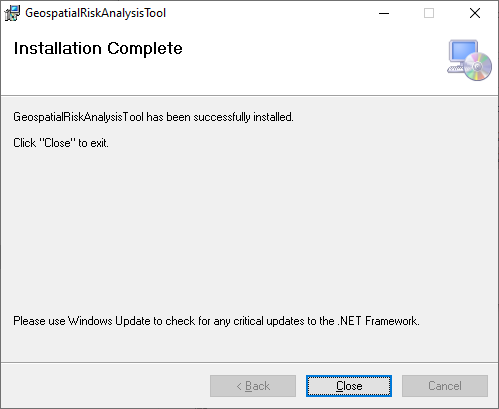 GeospatialRiskAnalysisTool
Installation Complete
GeospatialRiskAnalysisTool has been successfully installed.
Click "Close" to exit.
Please use Windows Update to check for any critical updates to the .NET Framework.
< Back
Close
Cancel